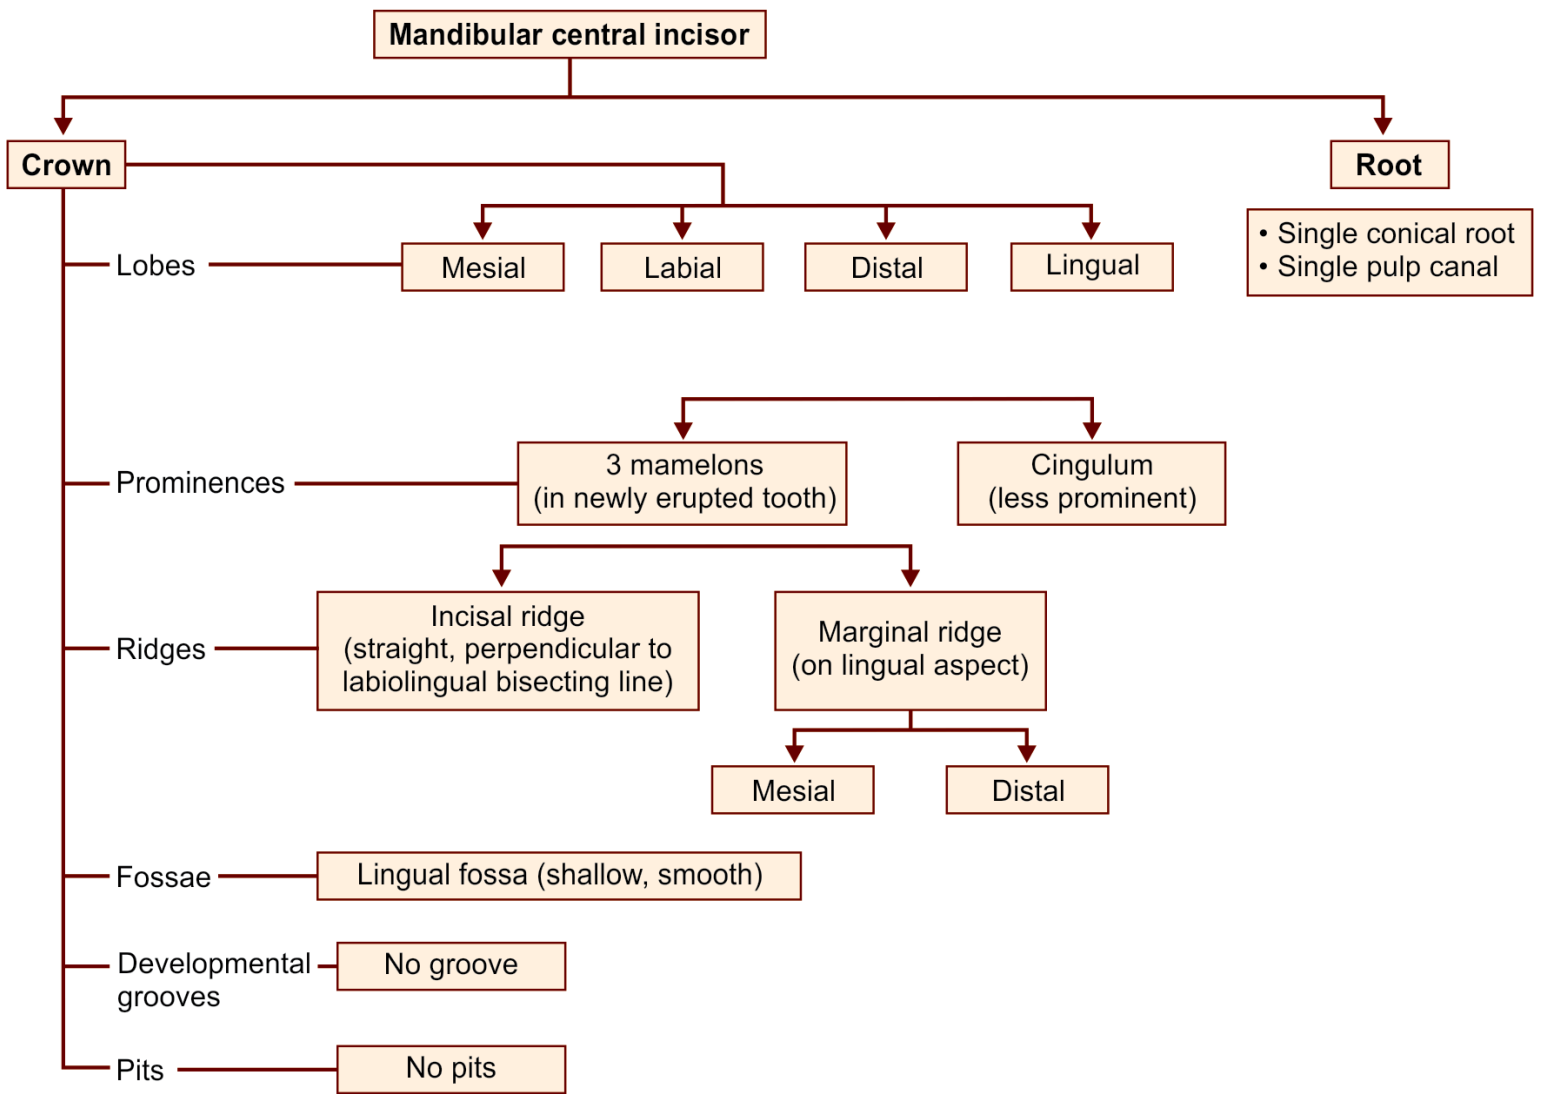 Mandibular central incisor
Crown
Root
• Single conical root
• Single pulp canal
Lobes
Mesial
Labial
Distal
Lingual
Prominences
3 mamelons
(in newly erupted tooth)
Cingulum
(less prominent)
Ridges
Incisal ridge
(straight, perpendicular to
labiolingual bisecting line)
Marginal ridge
(on lingual aspect)
Mesial
Distal
Fossae
Lingual fossa (shallow, smooth)
Developmental
grooves
No groove
Pits
No pits